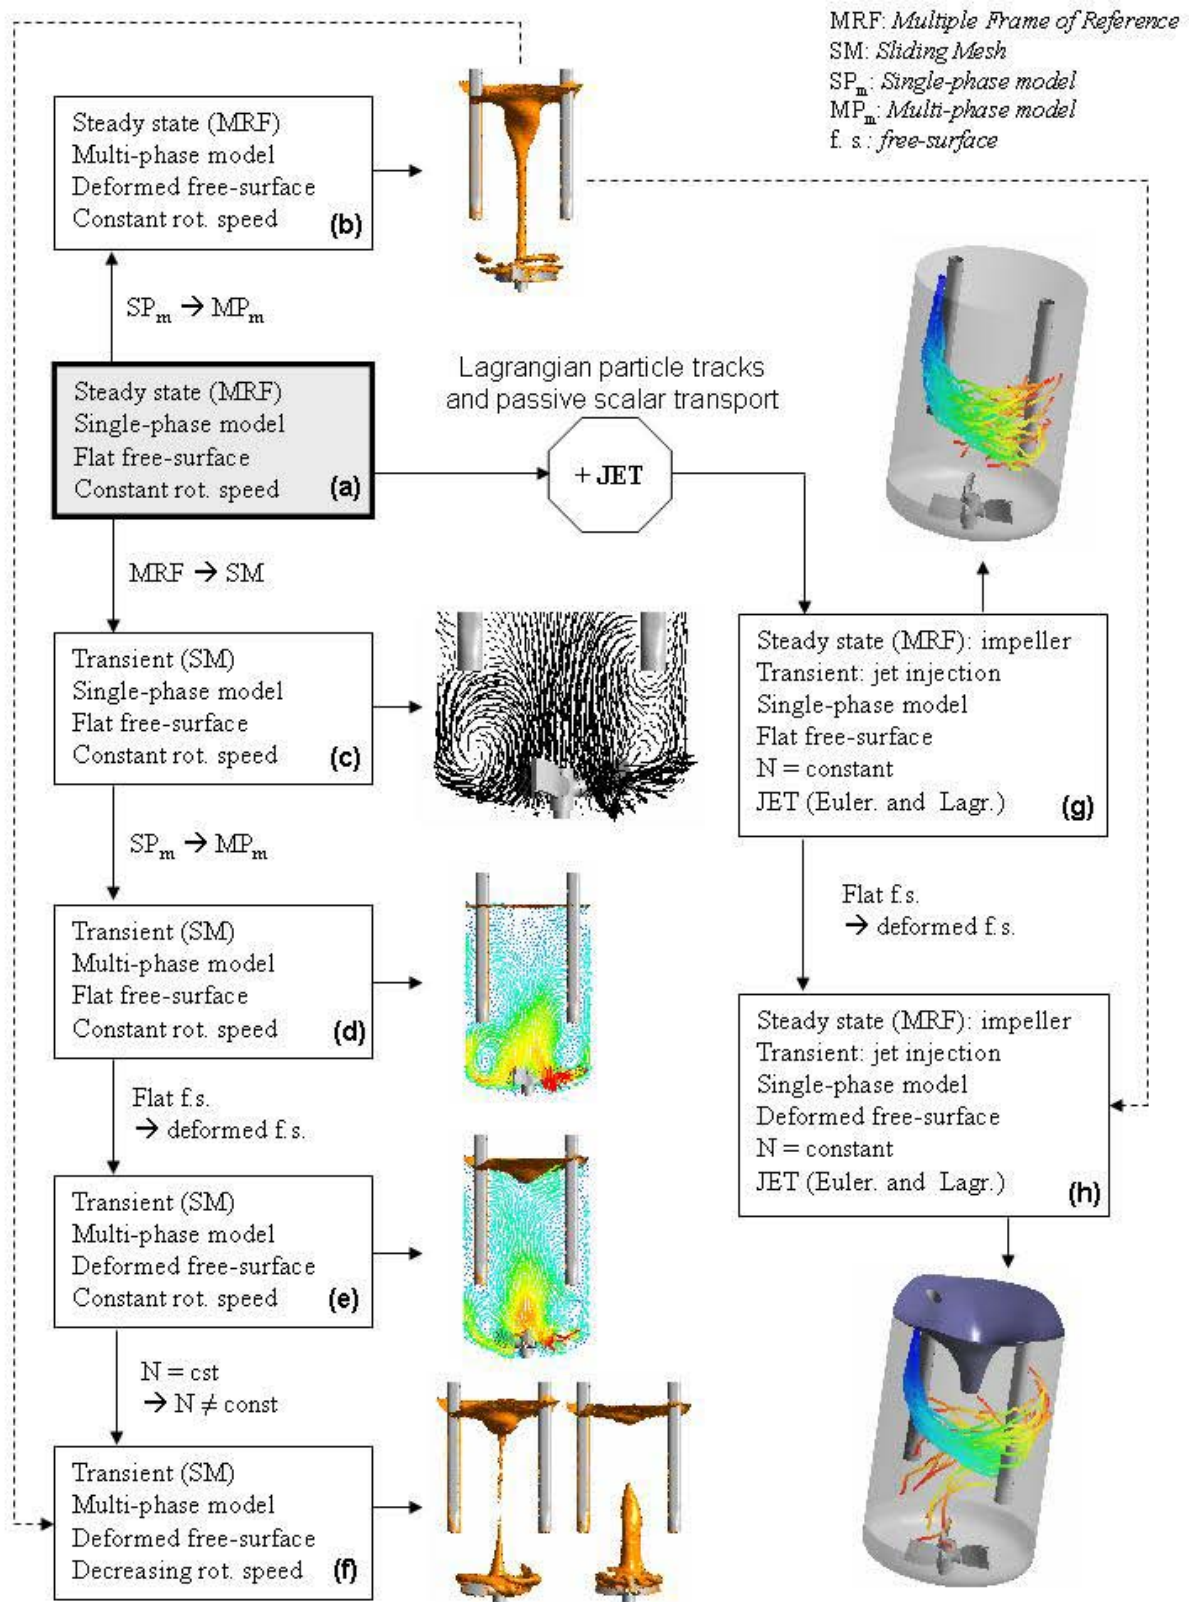 MRF: Multiple Frame of Reference
SM: Sliding Mesh
SPm: Single-phase model
MPm: Multi-phase model
f. s.: free-surface
Steady state (MRF)
Multi-phase model
Deformed free-surface
Constant rot. speed
(b)
SPm → MPm
Steady state (MRF)
Single-phase model
Flat free-surface
Constant rot. speed
(a)
Lagrangian particle tracks
and passive scalar transport
+ JET
MRF → SM
Transient (SM)
Single-phase model
Flat free-surface
Constant rot. speed
(c)
SPm → MPm
Transient (SM)
Multi-phase model
Flat free-surface
Constant rot. speed
(d)
Flat f.s.
→ deformed f.s.
Transient (SM)
Multi-phase model
Deformed free-surface
Constant rot. speed
(e)
N = cst
→ N ≠ const
Transient (SM)
Multi-phase model
Deformed free-surface
Decreasing rot. speed
(f)
Steady state (MRF): impeller
Transient: jet injection
Single-phase model
Flat free-surface
N = constant
JET (Euler. and Lagr.)
(g)
Flat f.s.
→ deformed f.s.
Steady state (MRF): impeller
Transient: jet injection
Single-phase model
Deformed free-surface
N = constant
JET (Euler. and Lagr.)
(h)